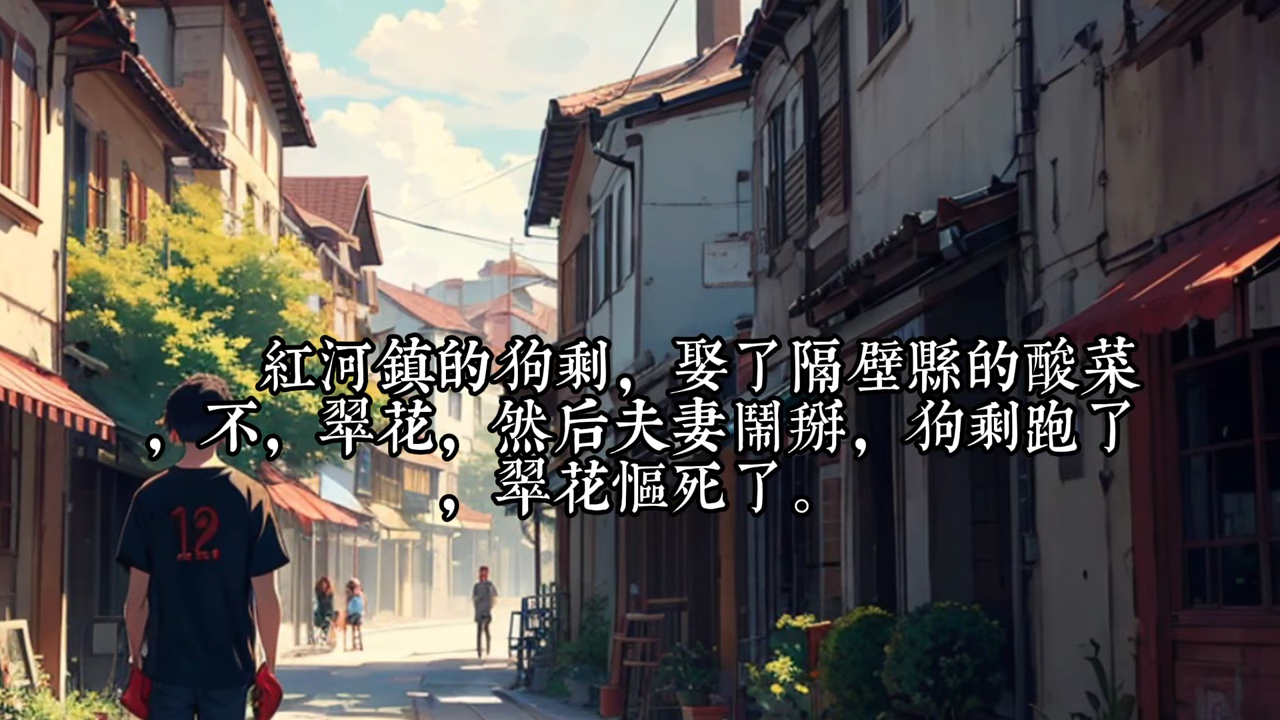 紅河鎮的狗剩，娶了隔壁縣的酸菜
，不，翠花，然后夫妻鬧掰，狗剩跑了
，翠花慪死了。
12